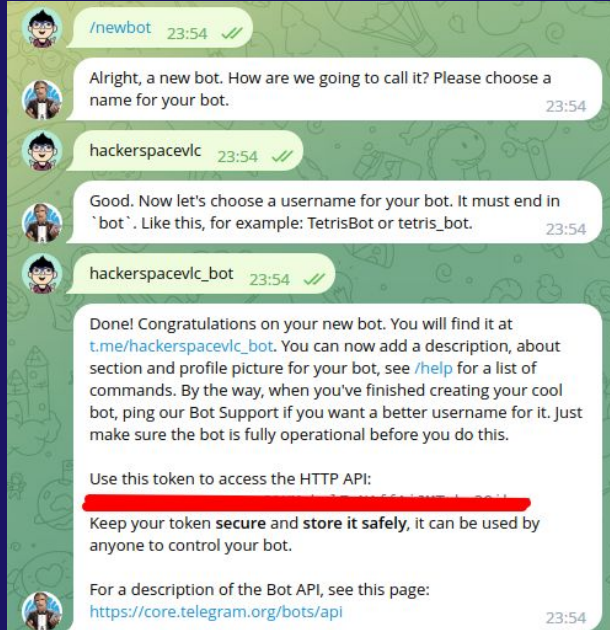 /newbot 23:54
Alright, a new bot. How are we going to call it? Please choose a
name for your bot.
23:54
hackerspacevlc 23:54
Good. Now let's choose a username for your bot. It must end in
`bot`. Like this, for example: TetrisBot or tetris_bot.
23:54
hackerspacevlc_bot 23:54
Done! Congratulations on your new bot. You will find it at
t.me/hackerspacevlc_bot. You can now add a description, about
section and profile picture for your bot, see /help for a list of
commands. By the way, when you've finished creating your cool
bot, ping our Bot Support if you want a better username for it. Just
make sure the bot is fully operational before you do this.
Use this token to access the HTTP API:
Keep your token secure and store it safely, it can be used by
anyone to control your bot.
For a description of the Bot API, see this page:
https://core.telegram.org/bots/api
23:54